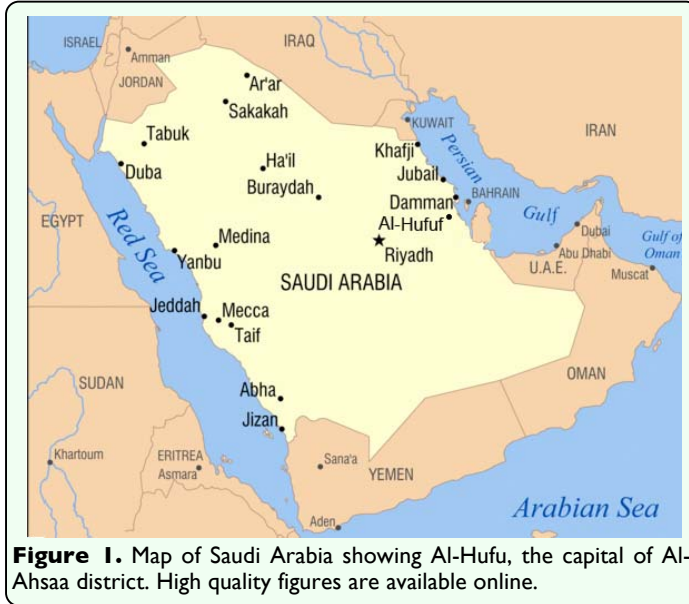 ISRAEL
Amman
JORDAN
IRAQ
Ar'ar
Sakakah
KUWAIT
IRAN
Tabuk
Duba
Ha'il
Buraydah
Khafji
Jubail
Persian
Gulf
Damman
BAHRAIN
Al-Hufuf
EGYPT
Red Sea
Medina
Yanbu
Riyadh
SAUDI ARABIA
Dubai
Abu Dhabi
U.A.E.
Gulf of
Oman
Muscat
Jeddah
Mecca
Taif
SUDAN
OMAN
Abha
Jizan
Khartoum
ERITREA
Asmara
Sana'a
YEMEN
Aden
Arabian Sea
Figure 1. Map of Saudi Arabia showing Al-Hufu, the capital of Al-
Ahsaa district. High quality figures are available online.